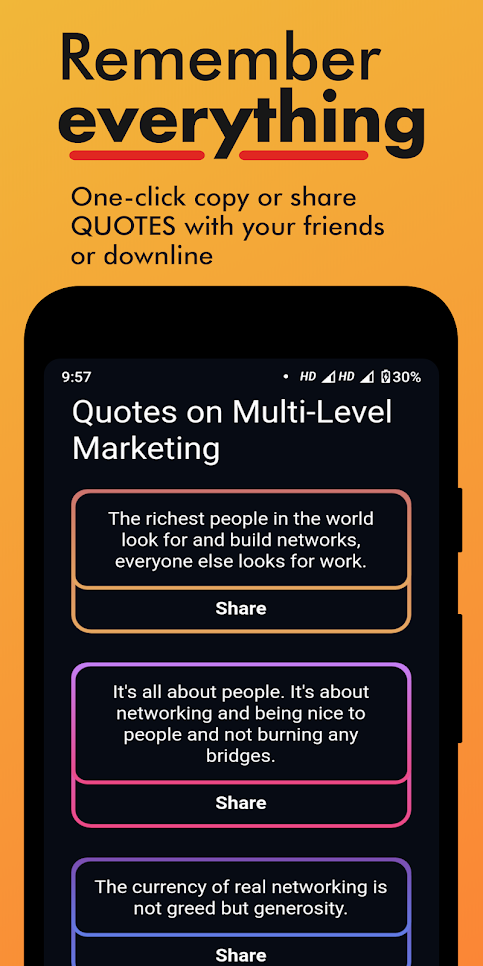 Remember
everything
One-click copy or share
QUOTES with your friends
or downline
9:57
HD HD 30%
Quotes on Multi-Level
Marketing
The richest people in the world
look for and build networks,
everyone else looks for work.
Share
It's all about people. It's about
networking and being nice to
people and not burning any
bridges.
Share
The currency of real networking is
not greed but generosity.
Share